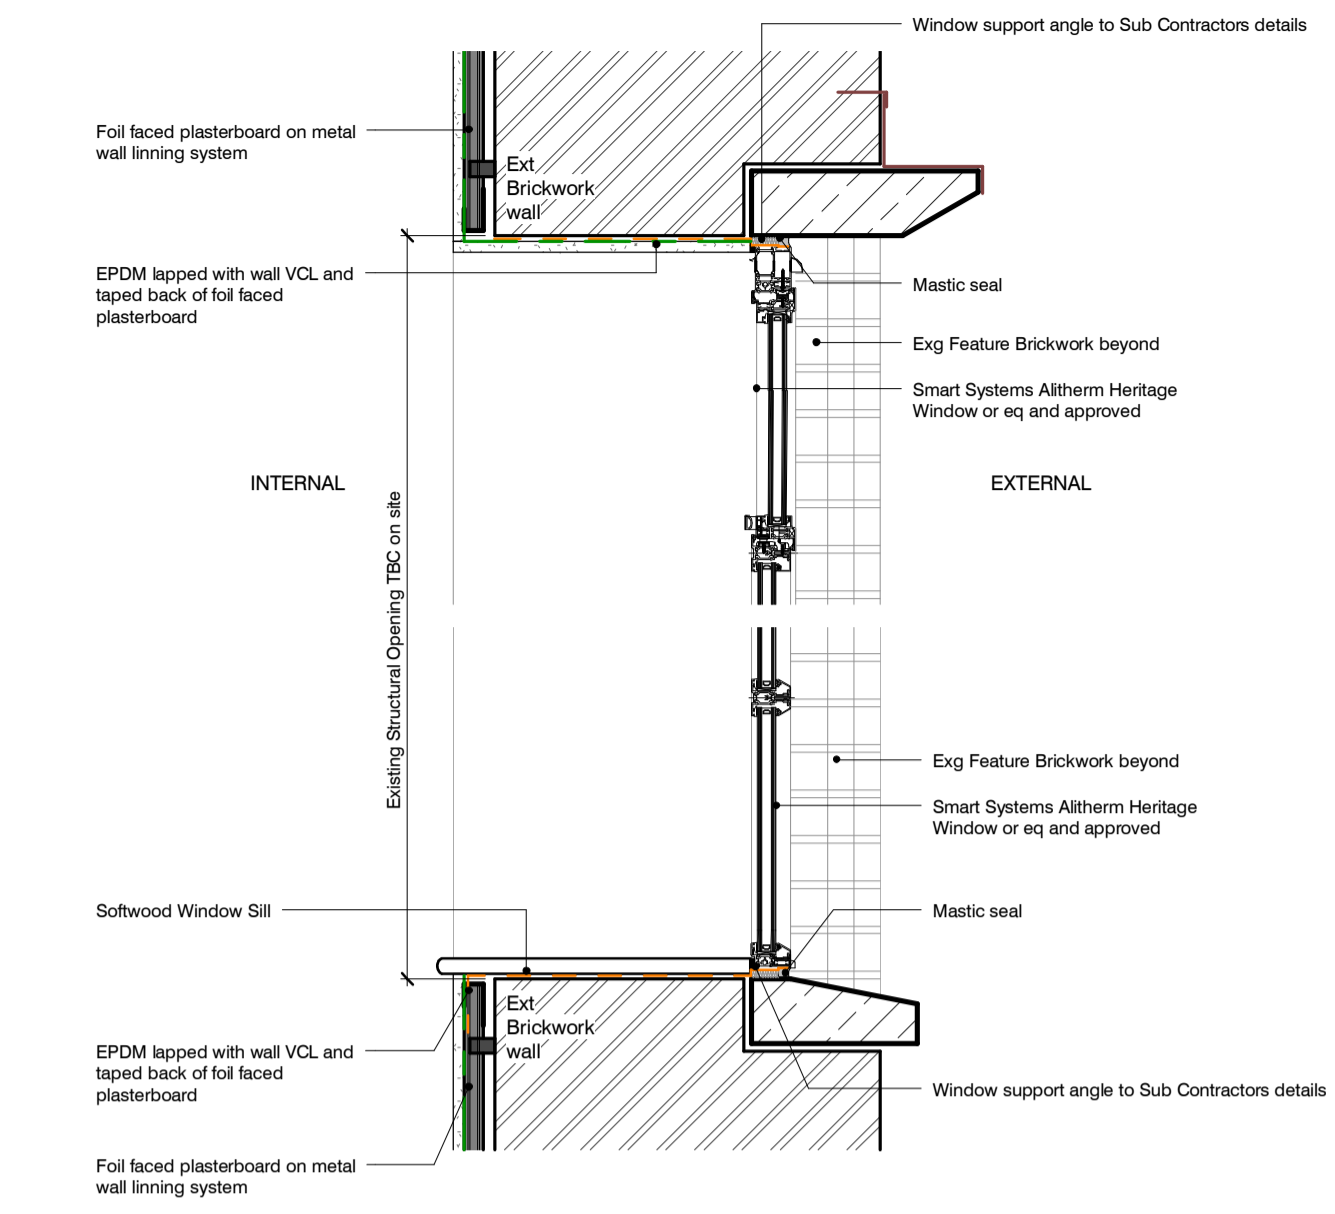 Window support angle to Sub Contractors details
Foil faced plasterboard on metal
wall linning system
Ext
Brickwork
wall
EPDM lapped with wall VCL and
taped back of foil faced
plasterboard
Mastic seal
Exg Feature Brickwork beyond
Smart Systems Alitherm Heritage
Window or eq and approved
INTERNAL
EXTERNAL
Existing Structural Opening TBC on site
Exg Feature Brickwork beyond
Smart Systems Alitherm Heritage
Window or eq and approved
Softwood Window Sill
Mastic seal
Ext
Brickwork
wall
EPDM lapped with wall VCL and
taped back of foil faced
plasterboard
Window support angle to Sub Contractors details
Foil faced plasterboard on metal
wall linning system